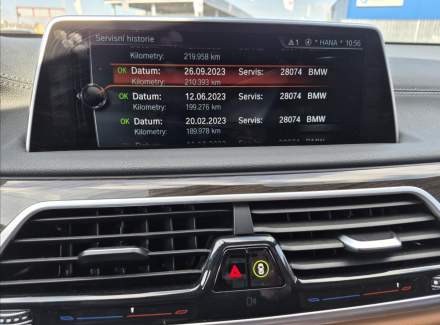 Servisní historie
1 * HANA 10:56
Kilometry: 219.958 km
OK Datum: 26.09.2023 Servis: 28074 BMW
Kilometry: 210.393 km
OK Datum: 12.06.2023 Servis: 28074 BMW
Kilometry: 199.276 km
OK Datum: 20.02.2023 Servis: 28074 BMW
Kilometry: 189.978 km